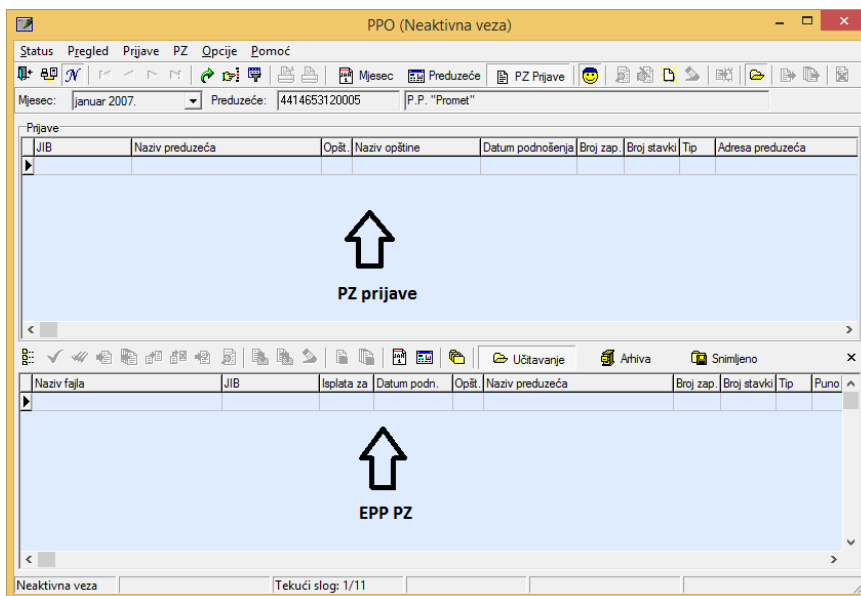 PPO (Neaktivna veza)
Status Pregled Prijave PZ Opcije Pomoć
Mjesec Preduzeće PZ Prijave
Mjesec: januar 2007. Preduzeće: 4414653120005 P.P. "Promet"
Prijave
JIB Naziv preduzeća Opšt. Naziv opštine Datum podnošenja Broj zap. Broj stavki Tip Adresa preduzeća
PZ prijave
Učitavanje Arhiva Snimljeno
Naziv fajla JIB Isplata za Datum podn. Opšt. Naziv preduzeća Broj zap. Broj stavki Tip Puno
EPP PZ
Neaktivna veza Tekući slog: 1/11